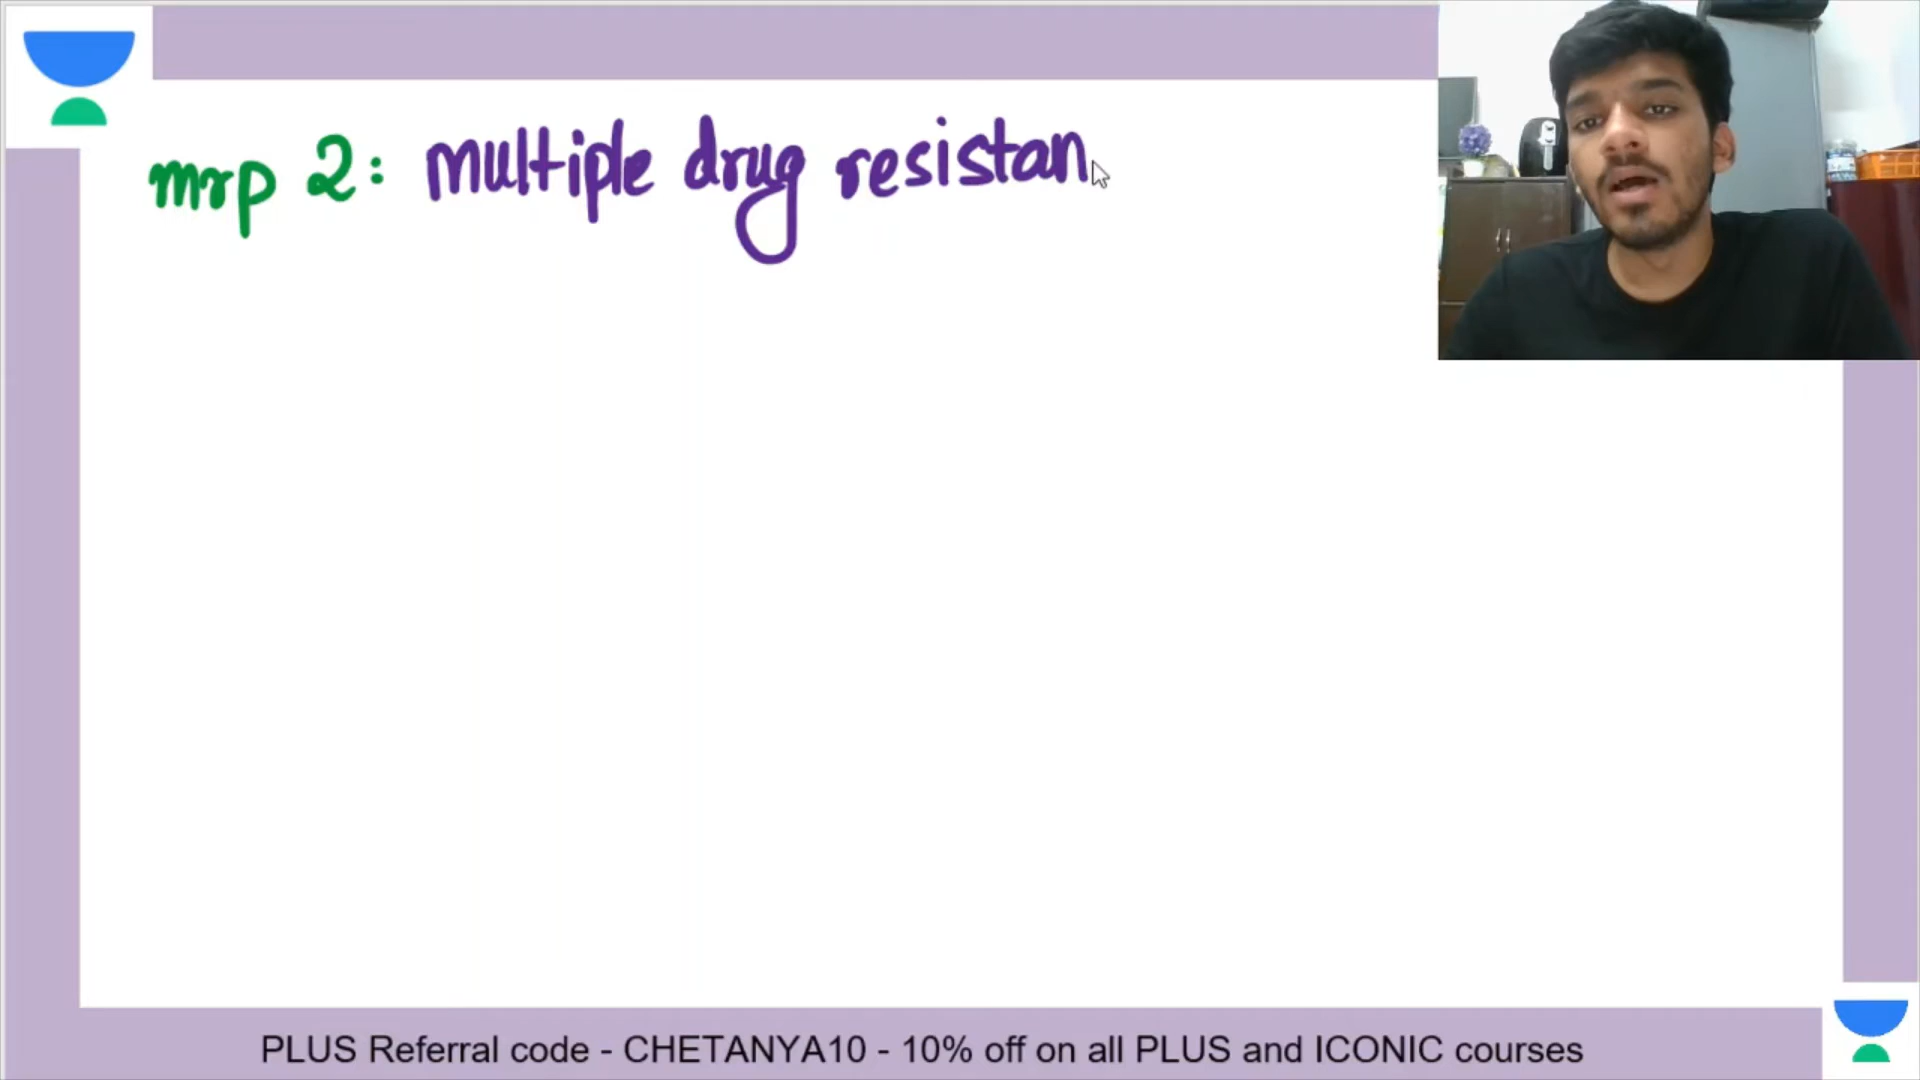 mrp 2: multiple drug resistan
PLUS Referral code - CHETANYA10 - 10% off on all PLUS and ICONIC courses